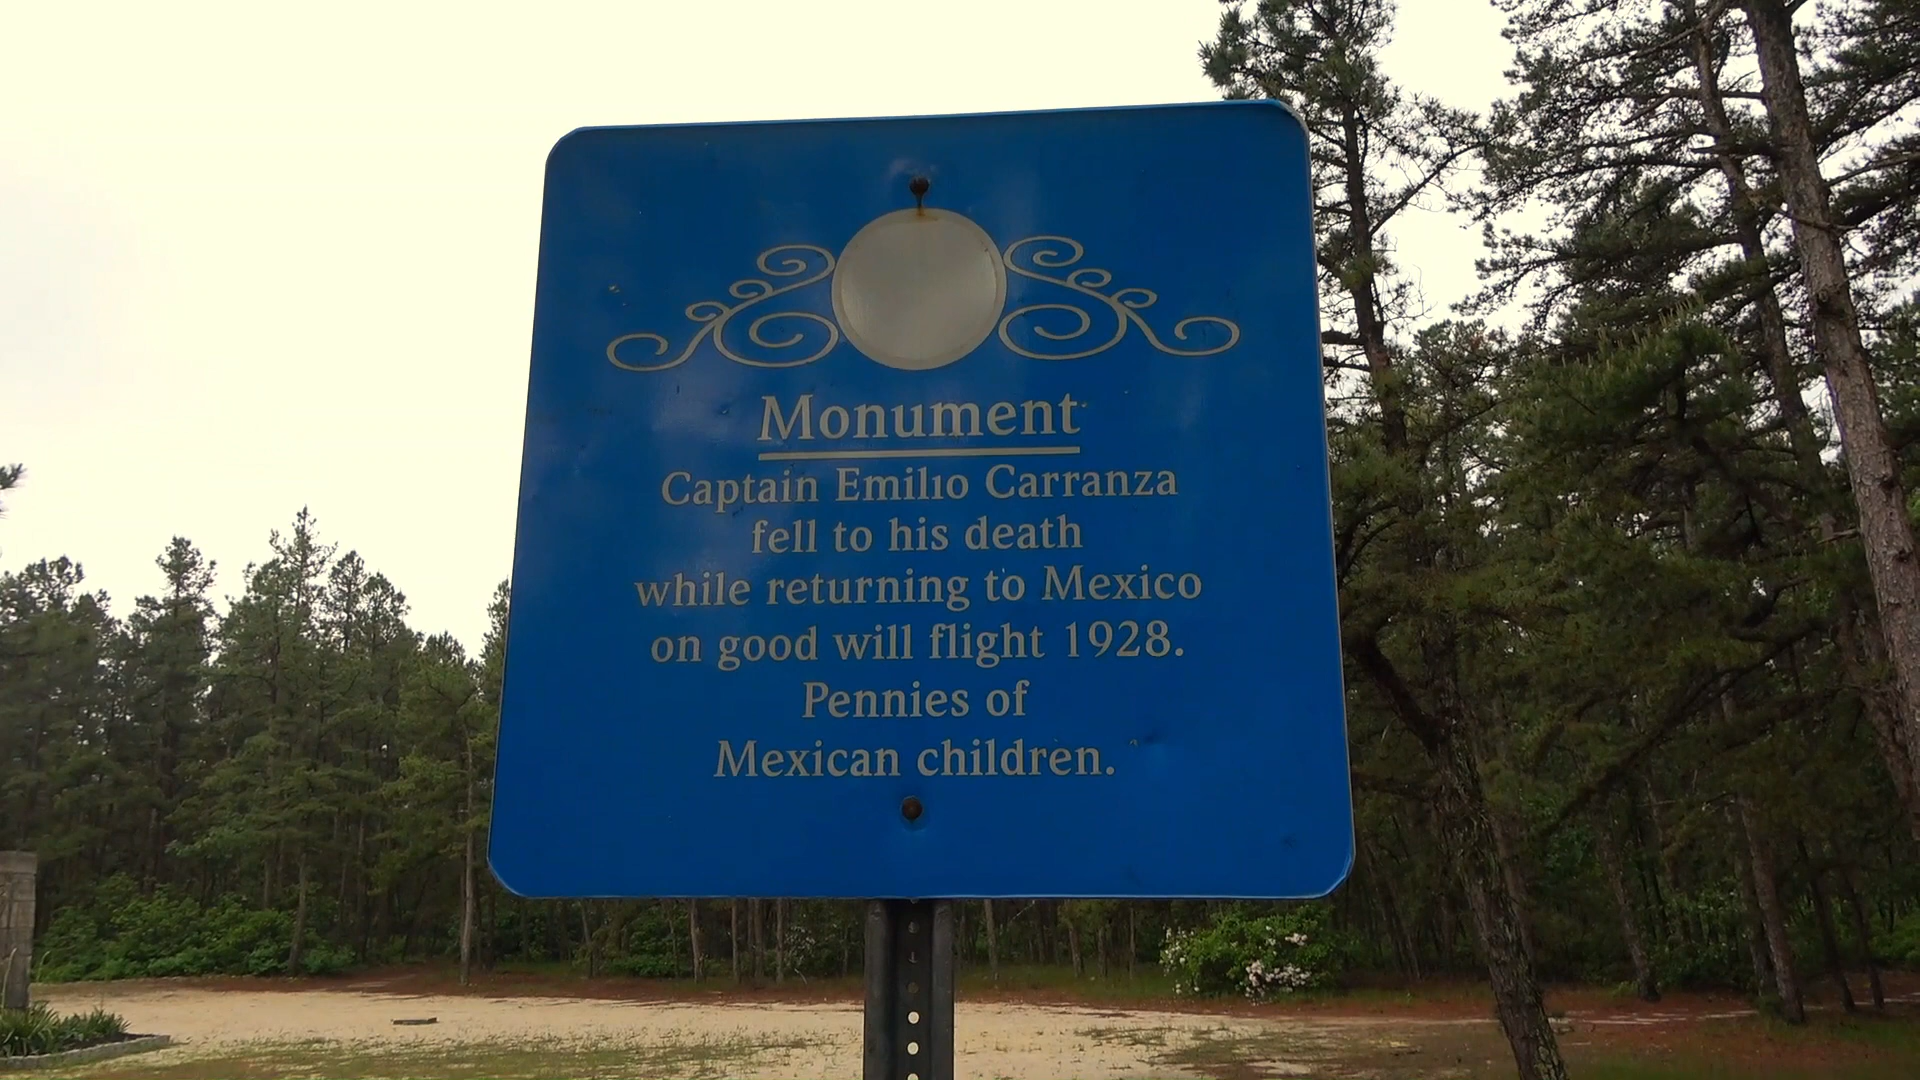 Monument
Captain Emilio Carranza
fell to his death
while returning to Mexico
on good will flight 1928.
Pennies of
Mexican children.